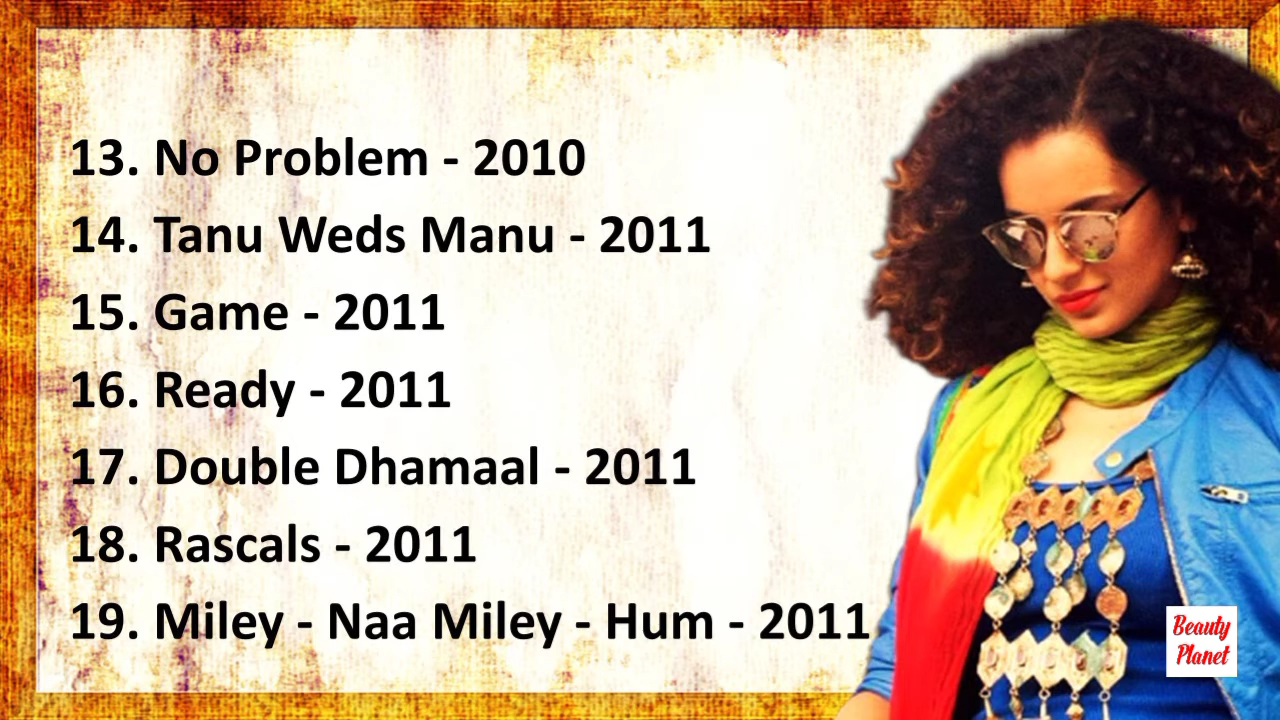 13. No Problem - 2010
14. Tanu Weds Manu - 2011
15. Game - 2011
16. Ready - 2011
17. Double Dhamaal - 2011
18. Rascals - 2011
19. Miley - Naa Miley - Hum - 2011
Beauty
Planet